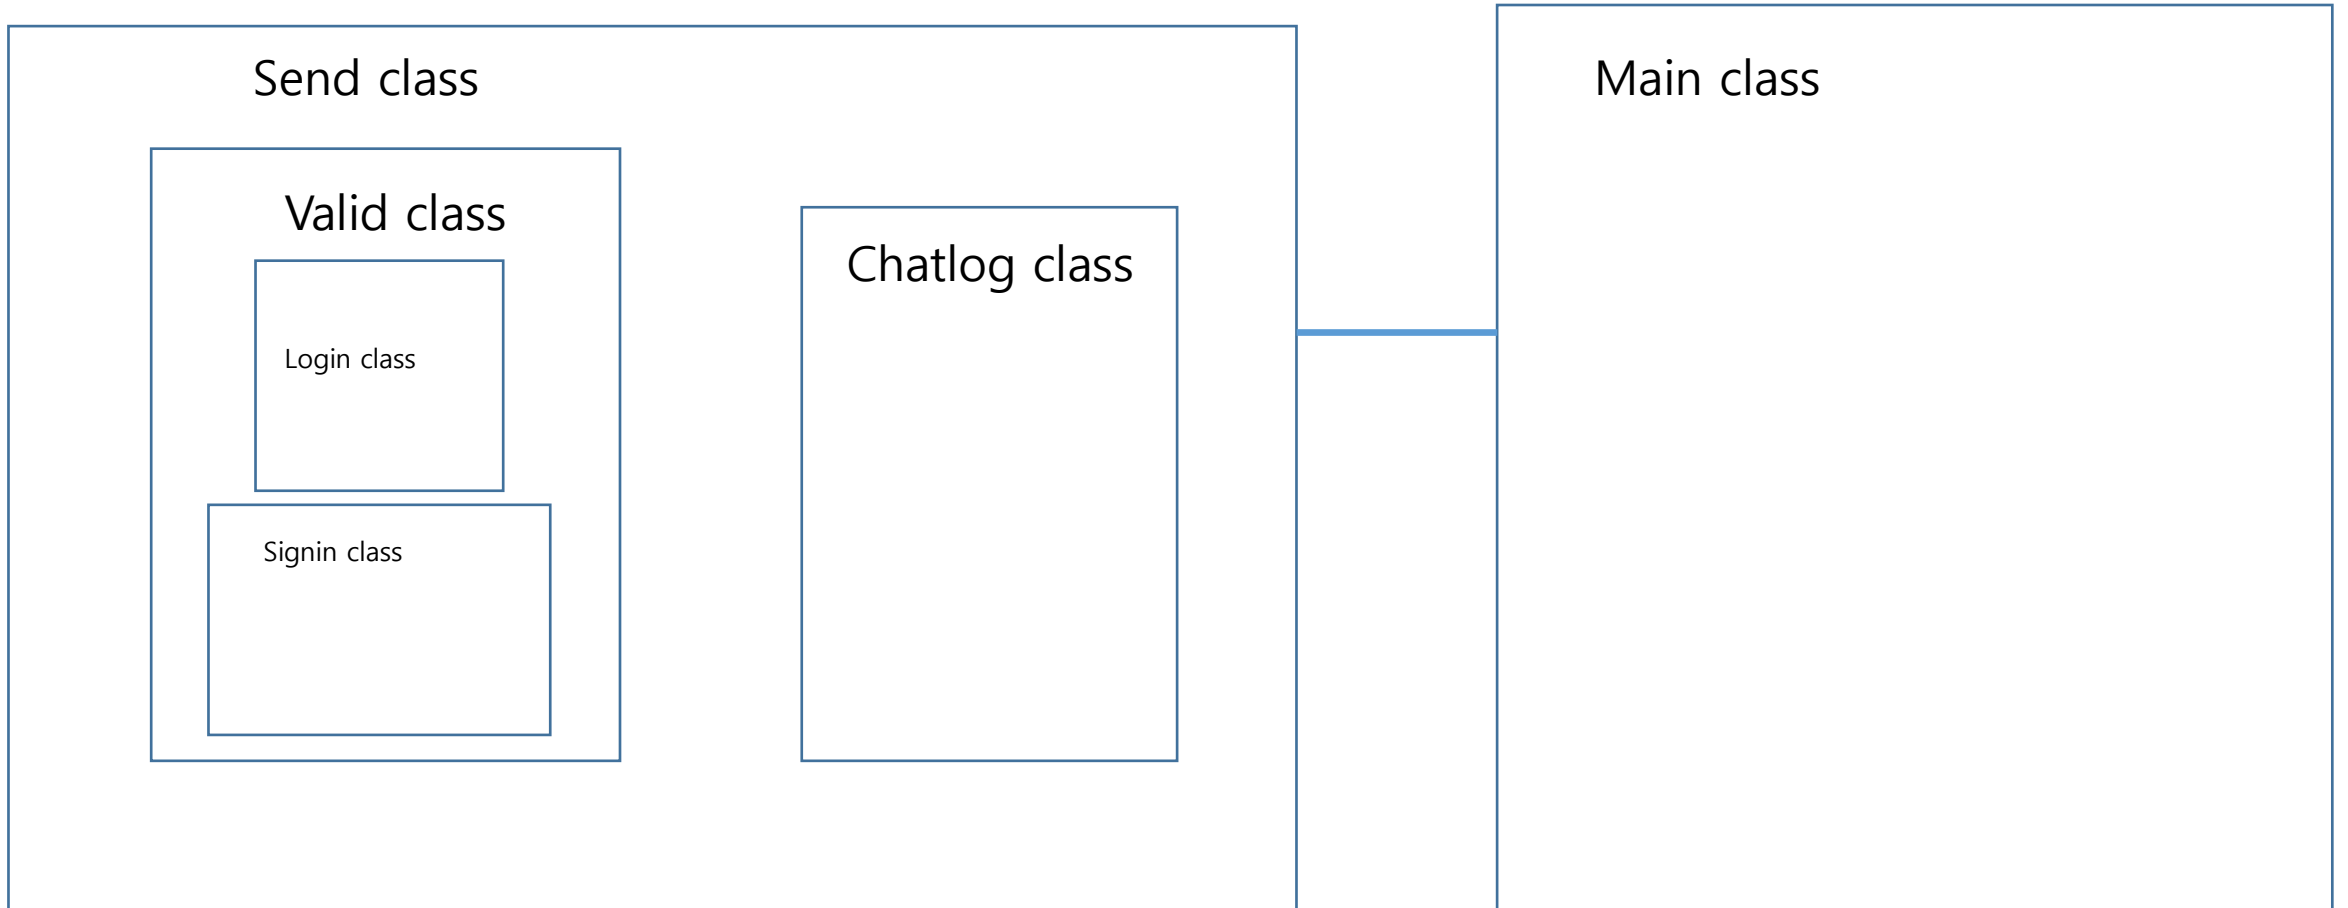 Send class
Main class
Valid class
Chatlog class
Login class
Signin class